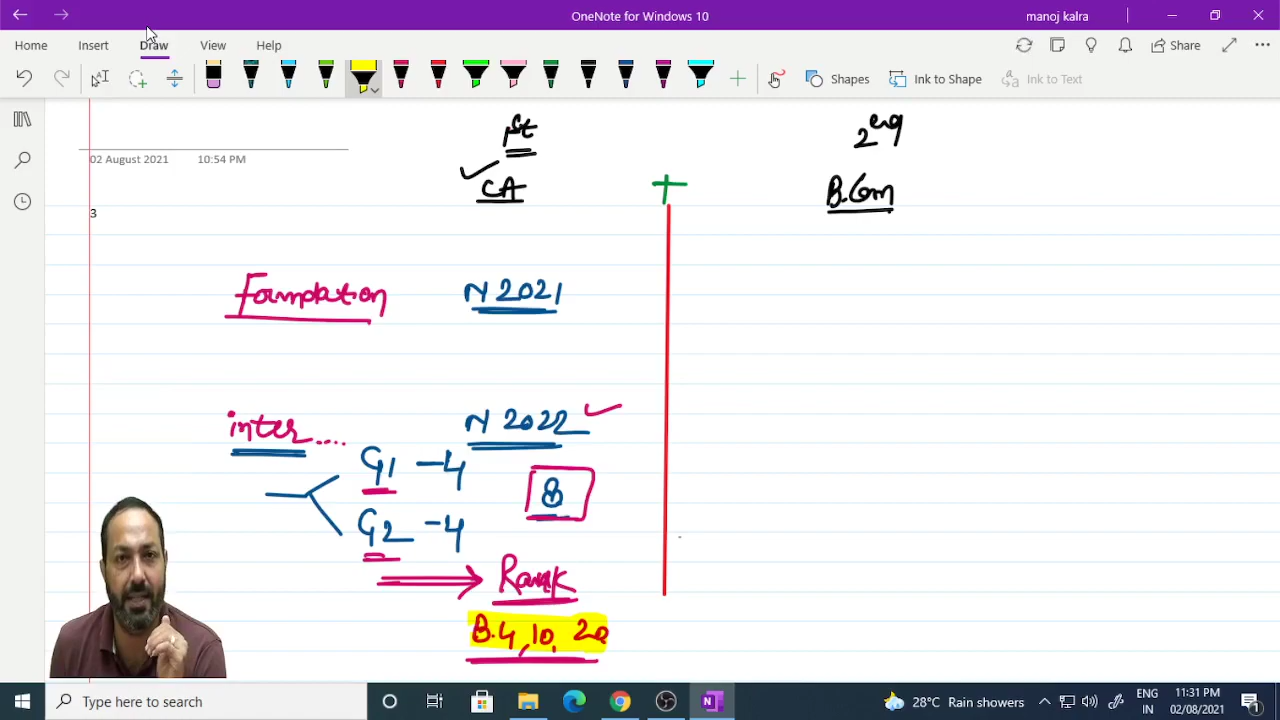 OneNote for Windows 10
manoj kalra
Home Insert Draw View Help
Share
Shapes Ink to Shape Ink to Text
1st 2nd
02 August 2021 10:54 PM
CA + B.Com
3
Foundation N 2021
inter .... N 2022
G1 - 4
8
G2 - 4
Rank
B.4, 10, 20
Type here to search
28°C Rain showers
ENG 11:31 PM
IN 02/08/2021
1